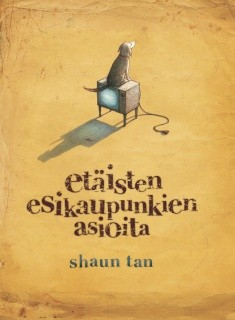 etäisten
esikaupunkien
asioita
shaun tan